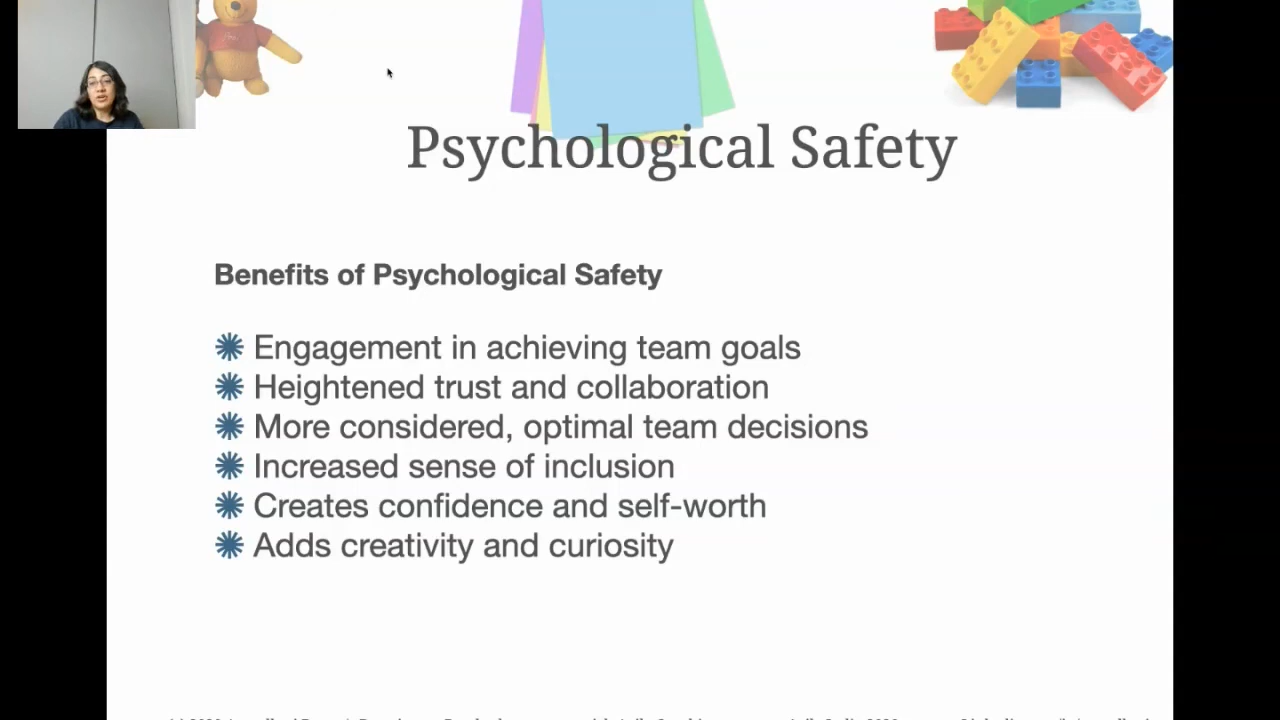 Psychological Safety
Benefits of Psychological Safety
Engagement in achieving team goals
Heightened trust and collaboration
More considered, optimal team decisions
Increased sense of inclusion
Creates confidence and self-worth
Adds creativity and curiosity